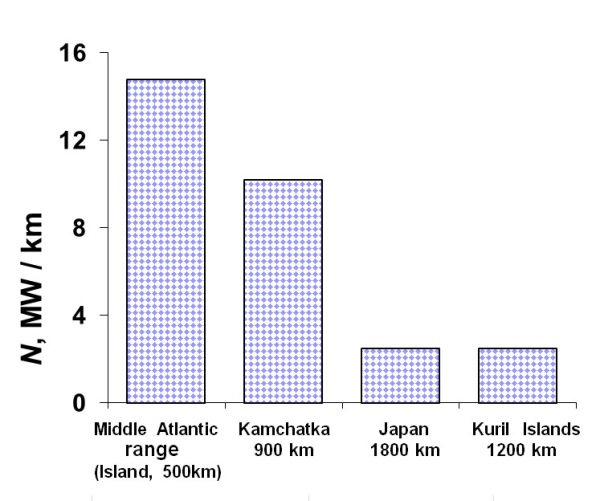 16
12
8
4
0
N, MW / km
Middle Atlantic range (Island, 500km)
Kamchatka 900 km
Japan 1800 km
Kuril Islands 1200 km